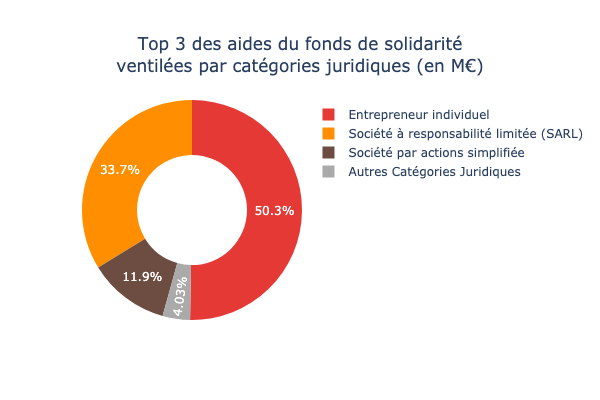 Top 3 des aides du fonds de solidarité
ventilées par catégories juridiques (en M€)
Entrepreneur individuel
Société à responsabilité limitée (SARL)
Société par actions simplifiée
Autres Catégories Juridiques
33.7%
50.3%
11.9%
4.03%